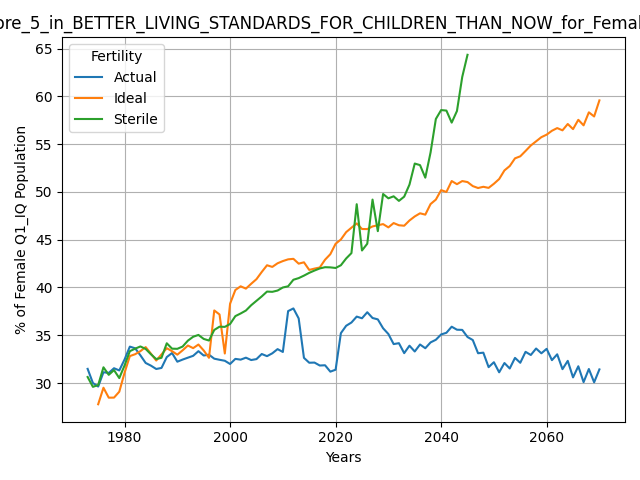 ore_5_in_BETTER_LIVING_STANDARDS_FOR_CHILDREN_THAN_NOW_for_Femal
65
60
55
50
45
40
35
30
% of Female Q1_IQ Population
Fertility
Actual
Ideal
Sterile
1980
2000
2020
2040
2060
Years